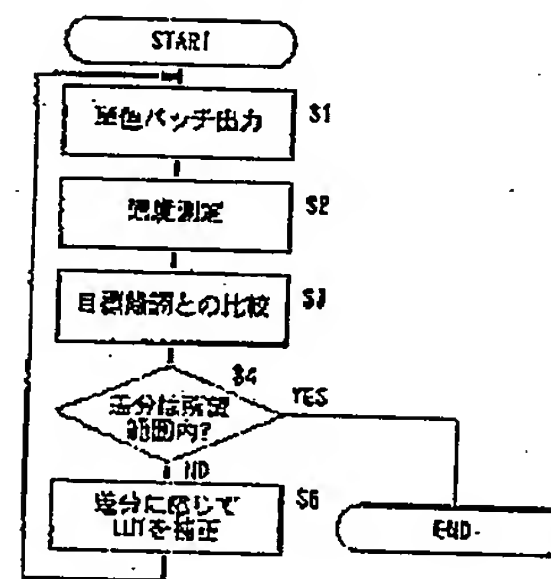 START
単色パッチ出力
S1
濃度測定
S2
目標階調との比較
S3
S4
差分は所望
範囲内?
YES
NO
差分に応じて
LUTを補正
S5
END